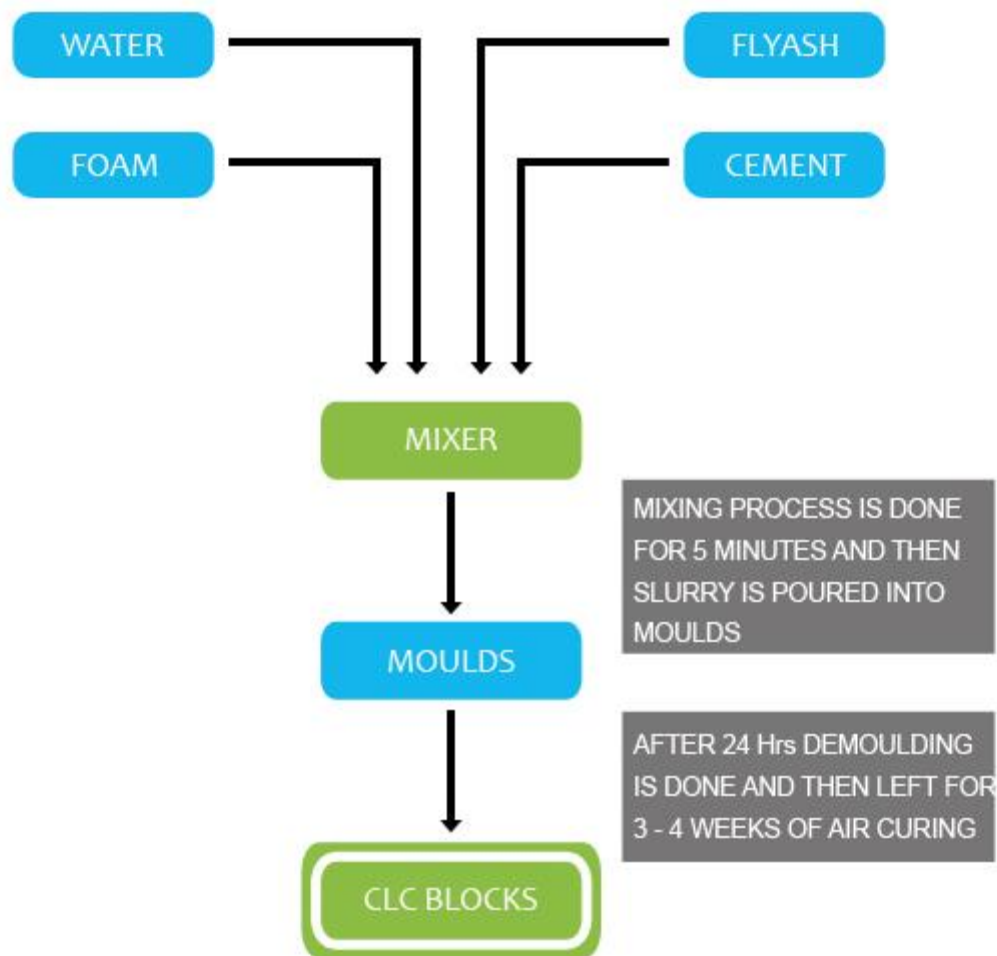 WATER
FLYASH
FOAM
CEMENT
MIXER
MIXING PROCESS IS DONE
FOR 5 MINUTES AND THEN
SLURRY IS POURED INTO
MOULDS
MOULDS
AFTER 24 Hrs DEMOULDING
IS DONE AND THEN LEFT FOR
3 - 4 WEEKS OF AIR CURING
CLC BLOCKS